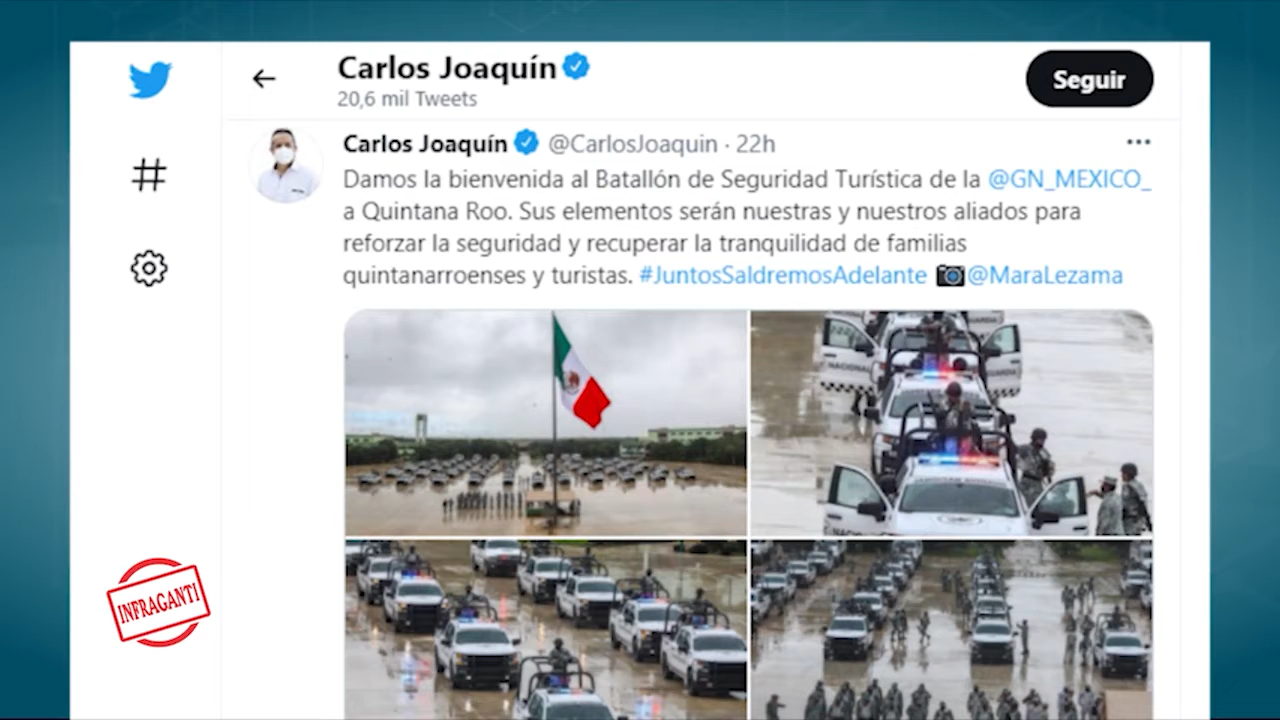 Carlos Joaquín
20,6 mil Tweets
Seguir
Carlos Joaquín @CarlosJoaquin · 22h
Damos la bienvenida al Batallón de Seguridad Turística de la @GN_MEXICO_
a Quintana Roo. Sus elementos serán nuestras y nuestros aliados para
reforzar la seguridad y recuperar la tranquilidad de familias
quintanarroenses y turistas. #JuntosSaldremosAdelante 📷@MaraLezama
NACIONAL
GUARDIA
INFRAGANTI